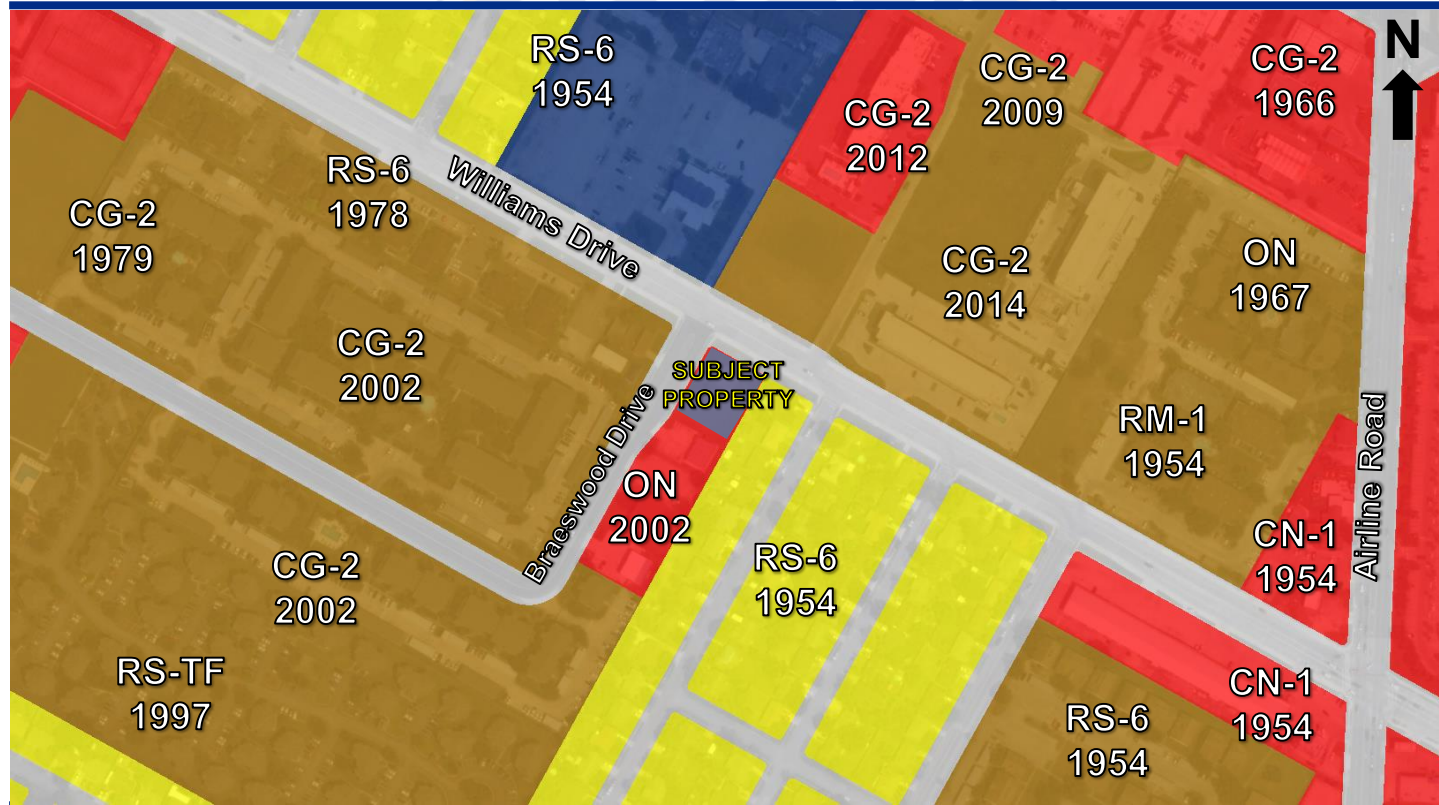 N
RS-6
1954
CG-2
2009
CG-2
1966
CG-2
2012
RS-6
1978
Williams Drive
CG-2
1979
CG-2
2014
ON
1967
CG-2
2002
SUBJECT
PROPERTY
Braeswood Drive
RM-1
1954
Airline Road
ON
2002
CN-1
1954
RS-6
1954
CG-2
2002
RS-TF
1997
CN-1
1954
RS-6
1954